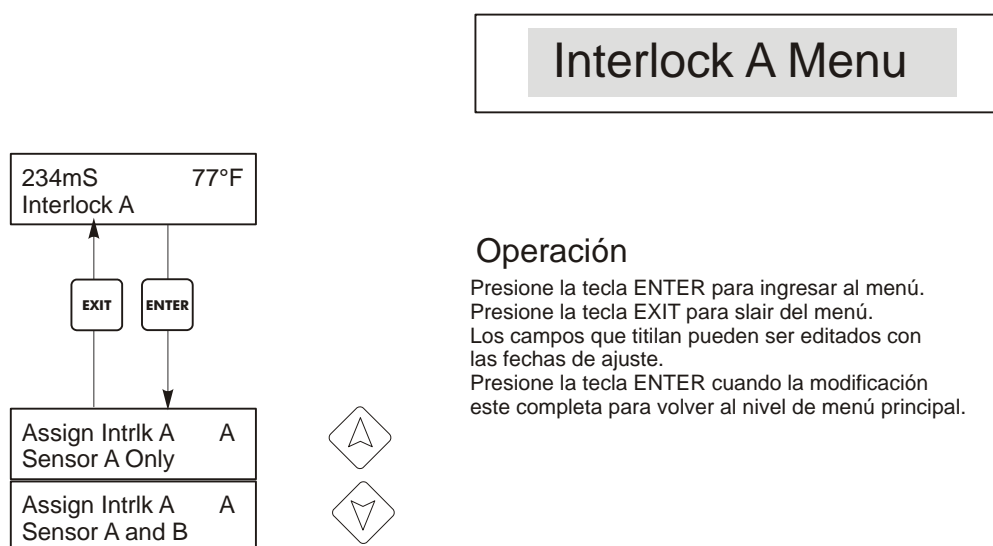 Interlock A Menu
234mS 77°F
Interlock A
EXIT ENTER
Assign Intrlk A A
Sensor A Only
Assign Intrlk A A
Sensor A and B
Operación
Presione la tecla ENTER para ingresar al menú.
Presione la tecla EXIT para slair del menú.
Los campos que titilan pueden ser editados con
las fechas de ajuste.
Presione la tecla ENTER cuando la modificación
este completa para volver al nivel de menú principal.